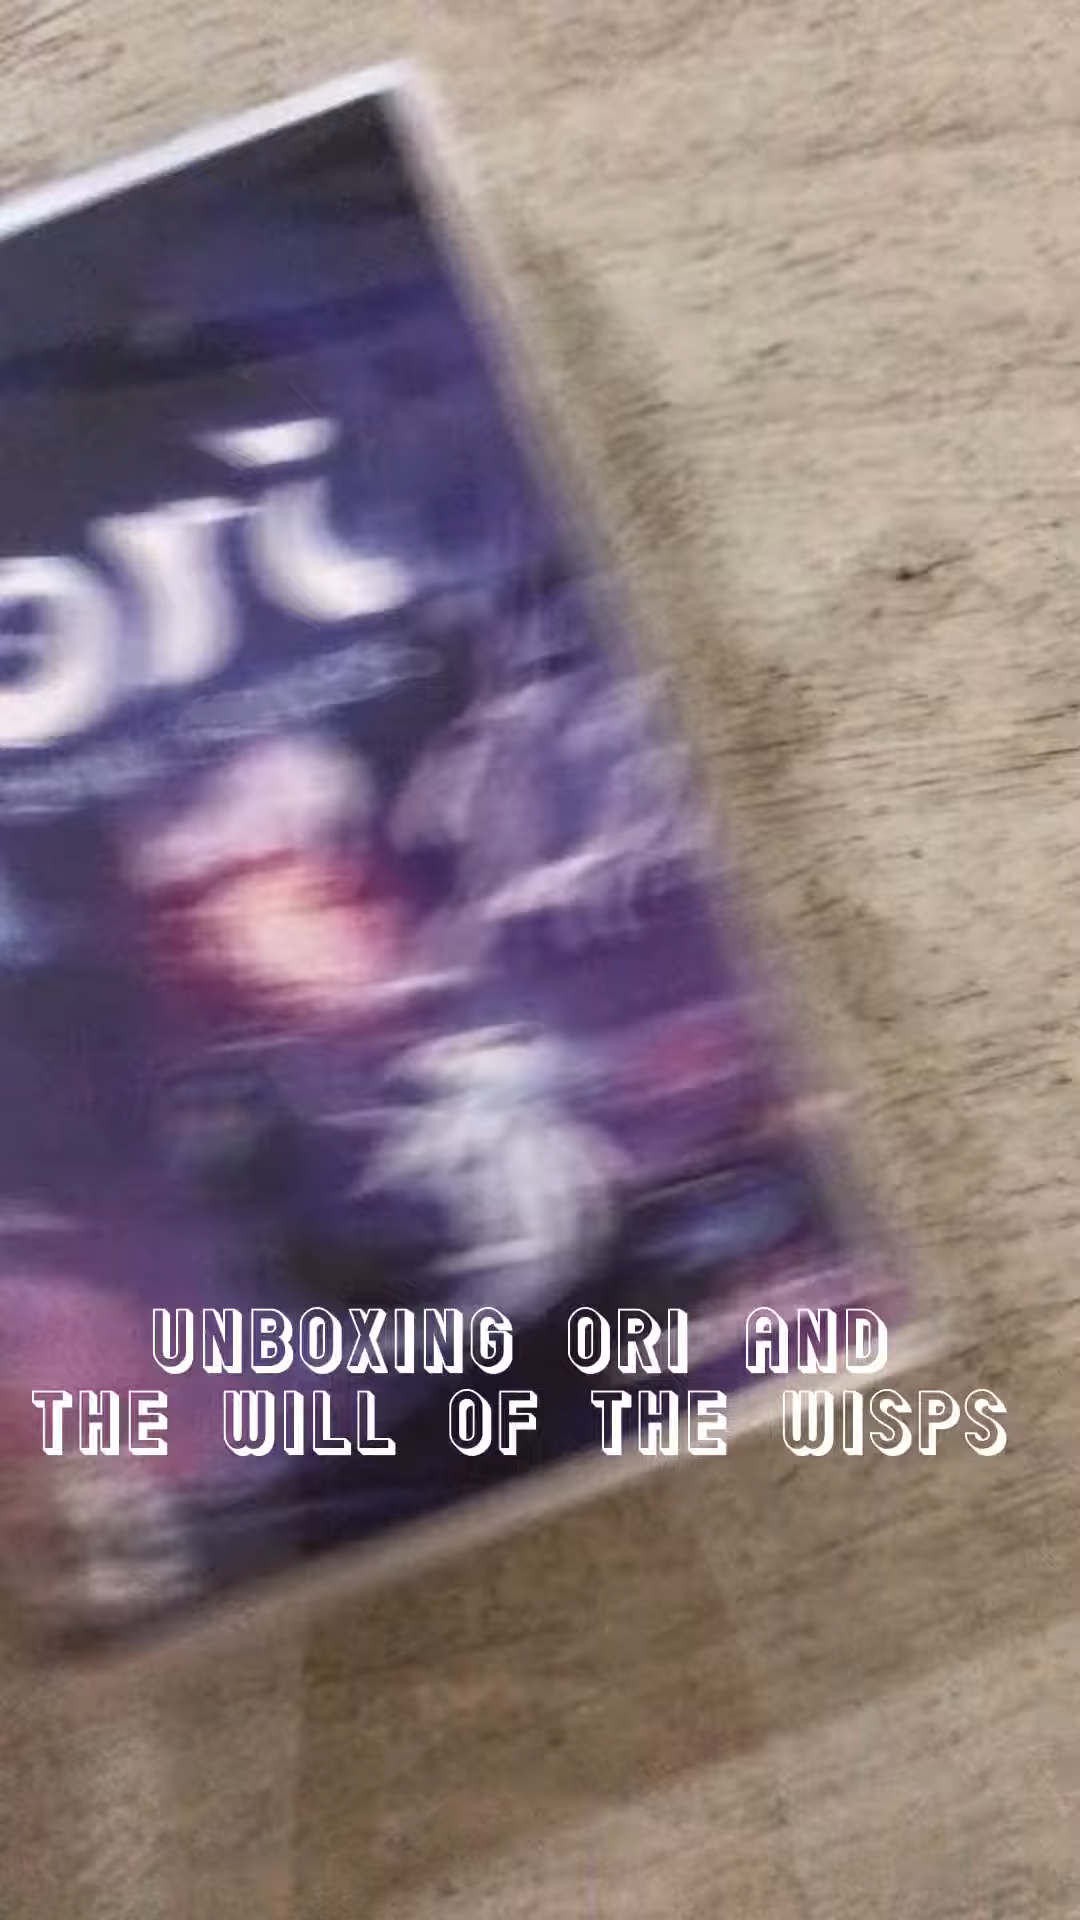 ori
UNBOXING ORI AND
THE WILL OF THE WISPS